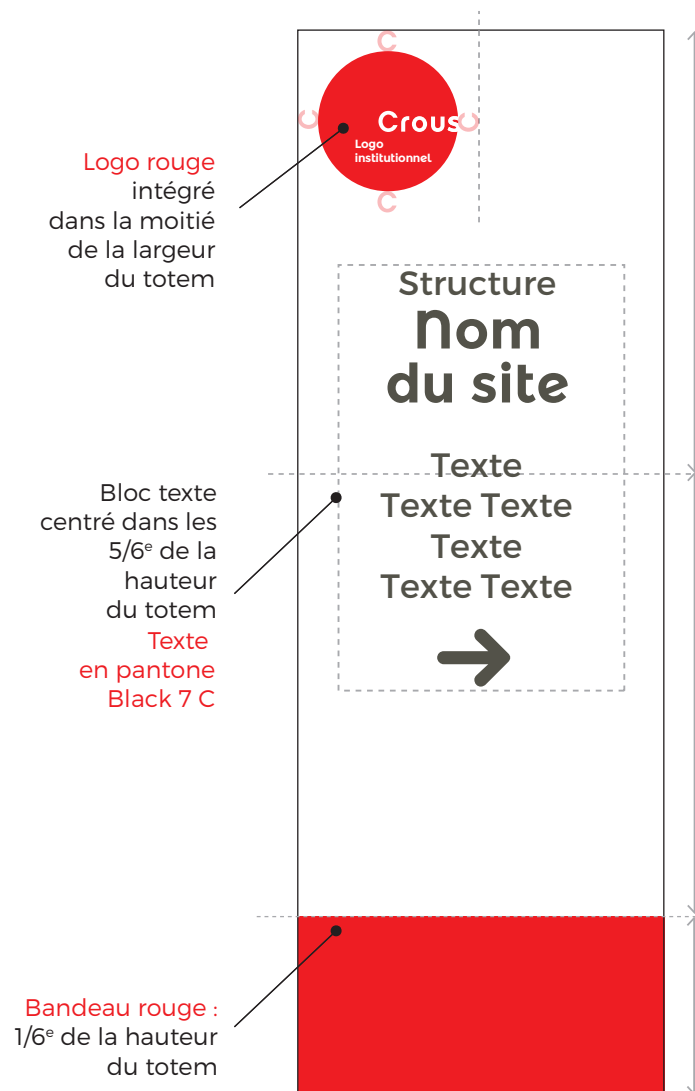 C
C
C
C
Crous
Logo
institutionnel
Logo rouge
intégré
dans la moitié
de la largeur
du totem
Structure
Nom
du site
Texte
Texte Texte
Texte
Texte Texte
Bloc texte
centré dans les
5/6e de la
hauteur
du totem
Texte
en pantone
Black 7 C
Bandeau rouge :
1/6e de la hauteur
du totem